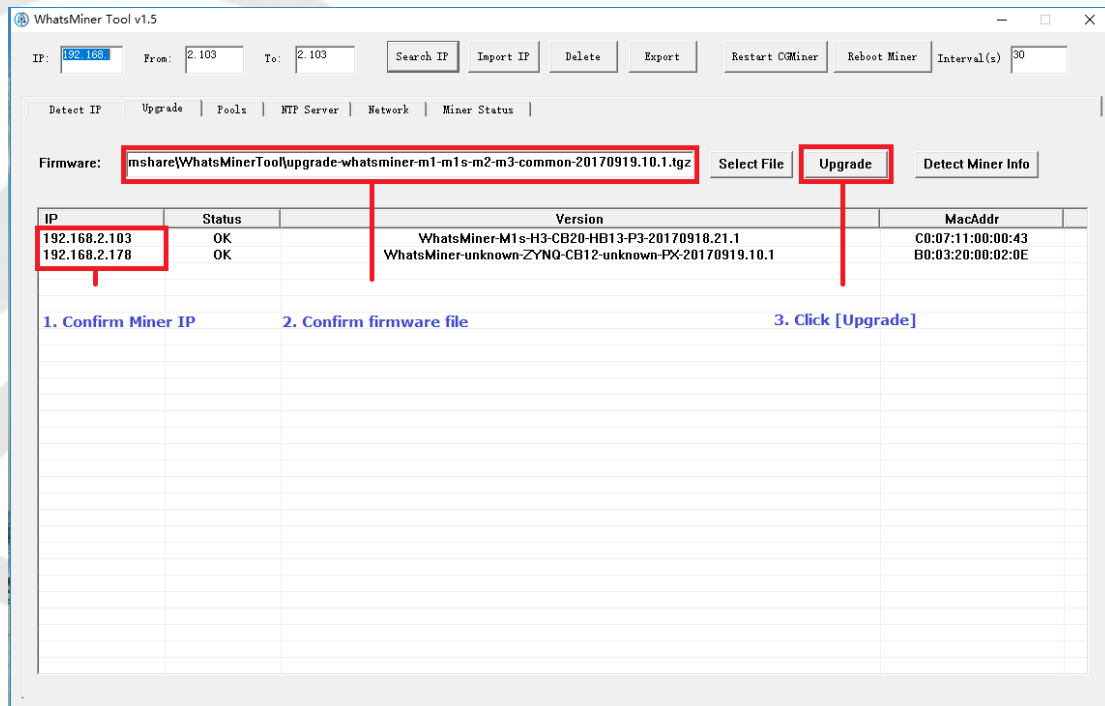 WhatsMiner Tool v1.5
IP: 192.168. From: 2.103 To: 2.103 Search IP Import IP Delete Export Restart CGMiner Reboot Miner Interval(s) 30
Detect IP Upgrade Pools NTP Server Network Miner Status
Firmware: mshare\WhatsMinerTool\upgrade-whatsminer-m1-m1s-m2-m3-common-20170919.10.1.tgz Select File Upgrade Detect Miner Info
IP Status Version MacAddr
192.168.2.103 OK WhatsMiner-M1s-H3-CB20-HB13-P3-20170918.21.1 C0:07:11:00:00:43
192.168.2.178 OK WhatsMiner-unknown-ZYNQ-CB12-unknown-PX-20170919.10.1 B0:03:20:00:02:0E
1. Confirm Miner IP 2. Confirm firmware file 3. Click [Upgrade]